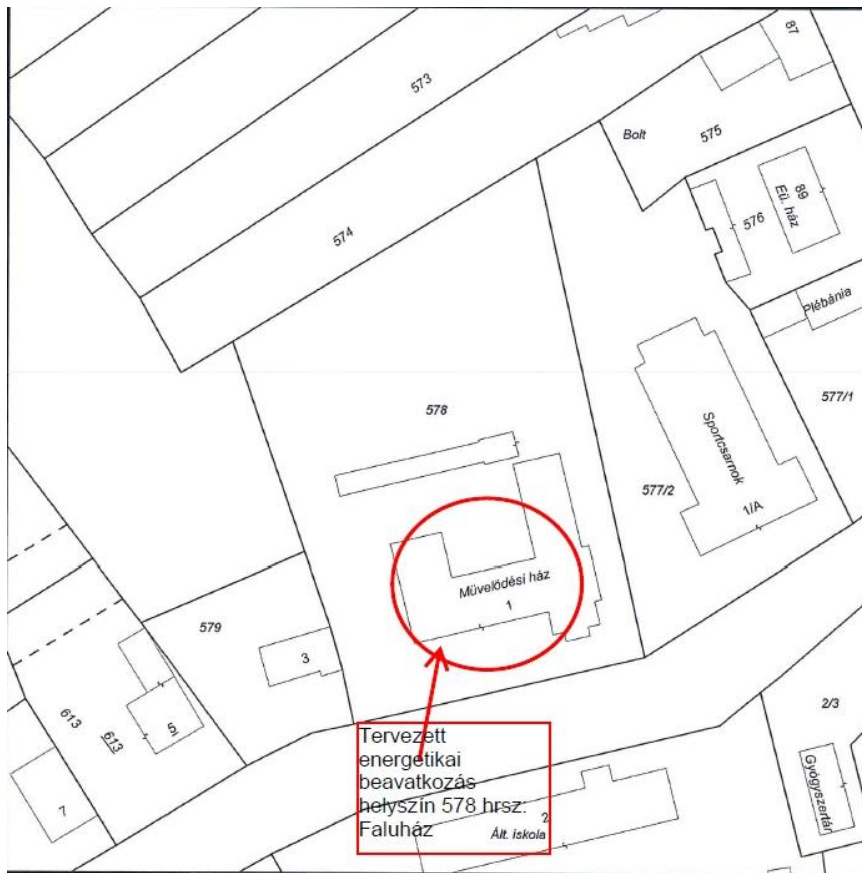 87
573
Bolt
575
89
Eü. ház
576
574
Plébánia
577/1
578
Sportcsarnok
577/2
1/A
Művelődési ház
1
579
3
2/3
613
613
5
Tervezett
energetikai
beavatkozás
helyszín 578 hrsz:
Faluház
Gyógyszertár
7
2
Ált. iskola